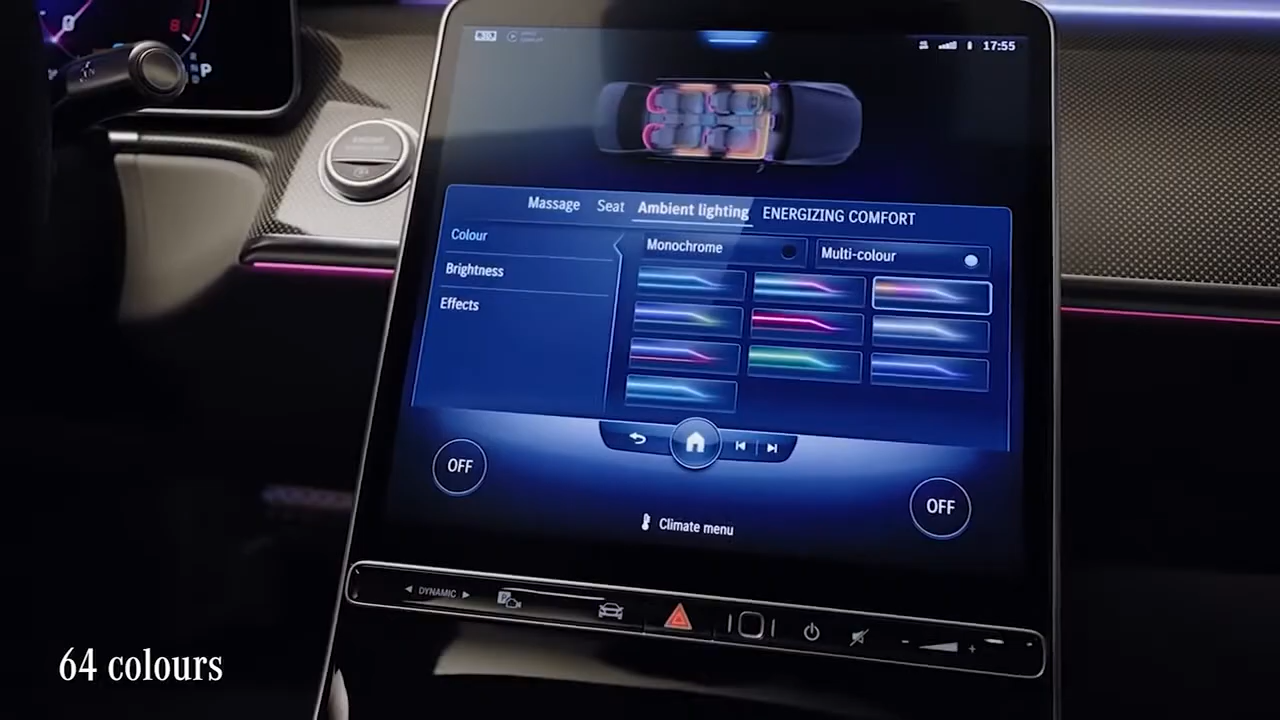 8
P
17:55
Massage
Seat
Ambient lighting
ENERGIZING COMFORT
Colour
Brightness
Effects
Monochrome
Multi-colour
OFF
OFF
Climate menu
DYNAMIC
P
64 colours